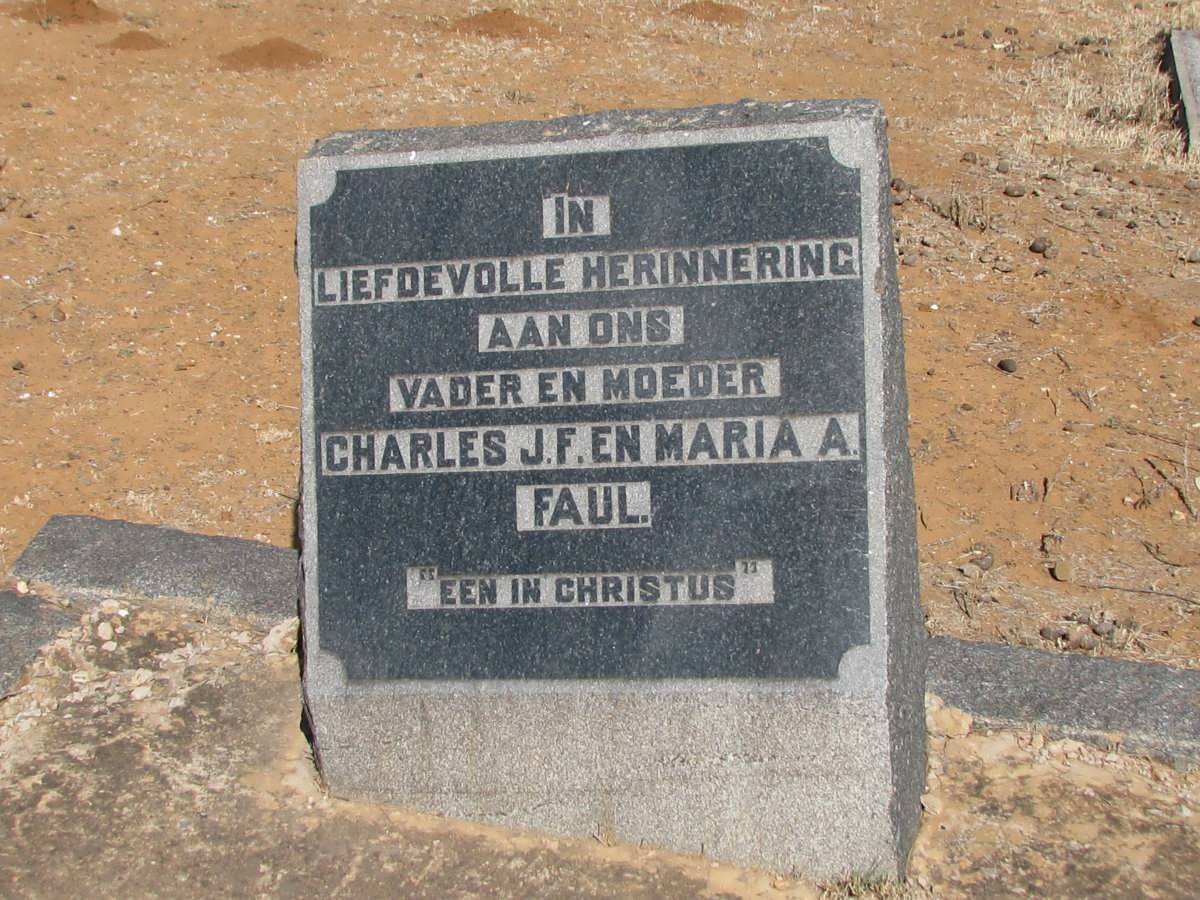 IN
LIEFDEVOLLE HERINNERING
AAN ONS
VADER EN MOEDER
CHARLES J.F. EN MARIA A.
FAUL.
"EEN IN CHRISTUS"